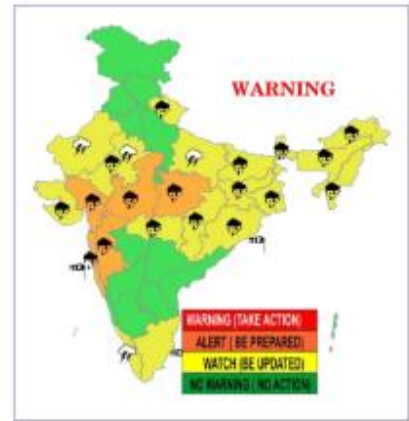 WARNING
WARNING (TAKE ACTION)
ALERT ( BE PREPARED)
WATCH (BE UPDATED)
NO WARNING ( NO ACTION)